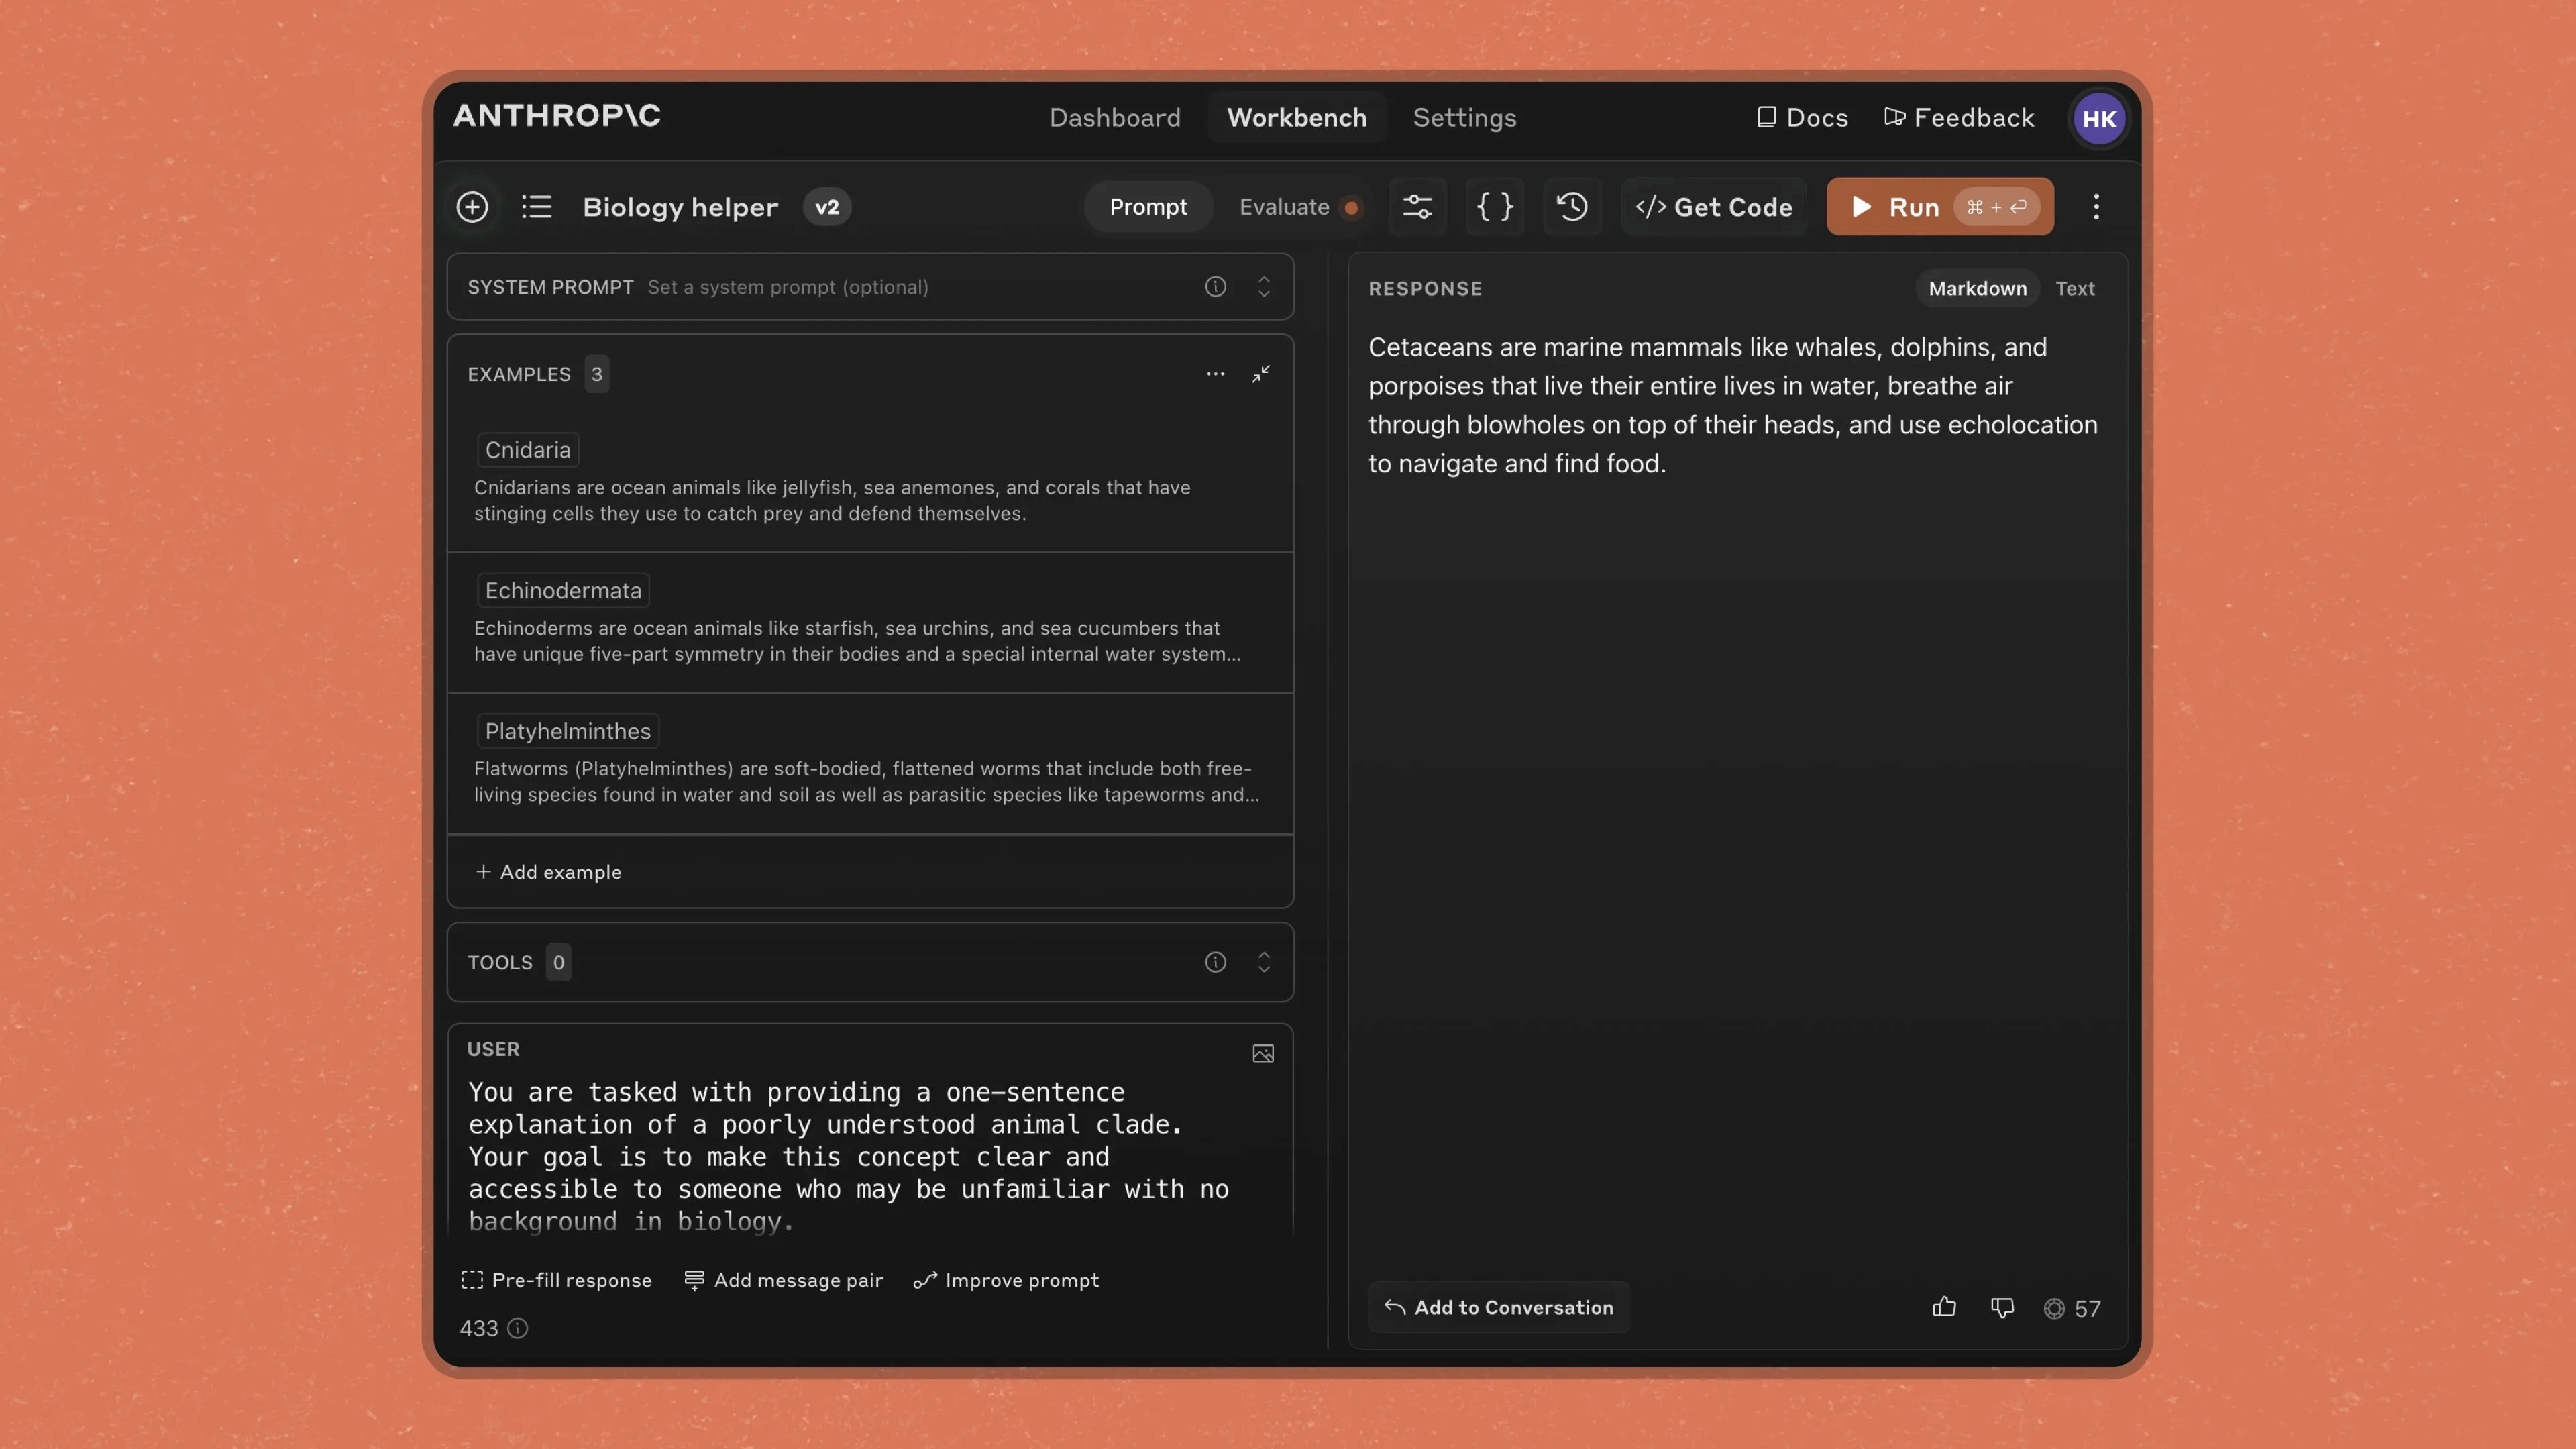 ANTHROP\C
Dashboard
Workbench
Settings
Docs
Feedback
HK
Biology helper
v2
Prompt
Evaluate
{ }
</> Get Code
Run
⌘ + ⏎
SYSTEM PROMPT Set a system prompt (optional)
EXAMPLES 3
Cnidaria
Cnidarians are ocean animals like jellyfish, sea anemones, and corals that have
stinging cells they use to catch prey and defend themselves.
Echinodermata
Echinoderms are ocean animals like starfish, sea urchins, and sea cucumbers that
have unique five-part symmetry in their bodies and a special internal water system...
Platyhelminthes
Flatworms (Platyhelminthes) are soft-bodied, flattened worms that include both free-
living species found in water and soil as well as parasitic species like tapeworms and...
+ Add example
TOOLS 0
USER
You are tasked with providing a one-sentence
explanation of a poorly understood animal clade.
Your goal is to make this concept clear and
accessible to someone who may be unfamiliar with no
background in biology.
Pre-fill response
Add message pair
Improve prompt
433
RESPONSE
Markdown
Text
Cetaceans are marine mammals like whales, dolphins, and
porpoises that live their entire lives in water, breathe air
through blowholes on top of their heads, and use echolocation
to navigate and find food.
Add to Conversation
57